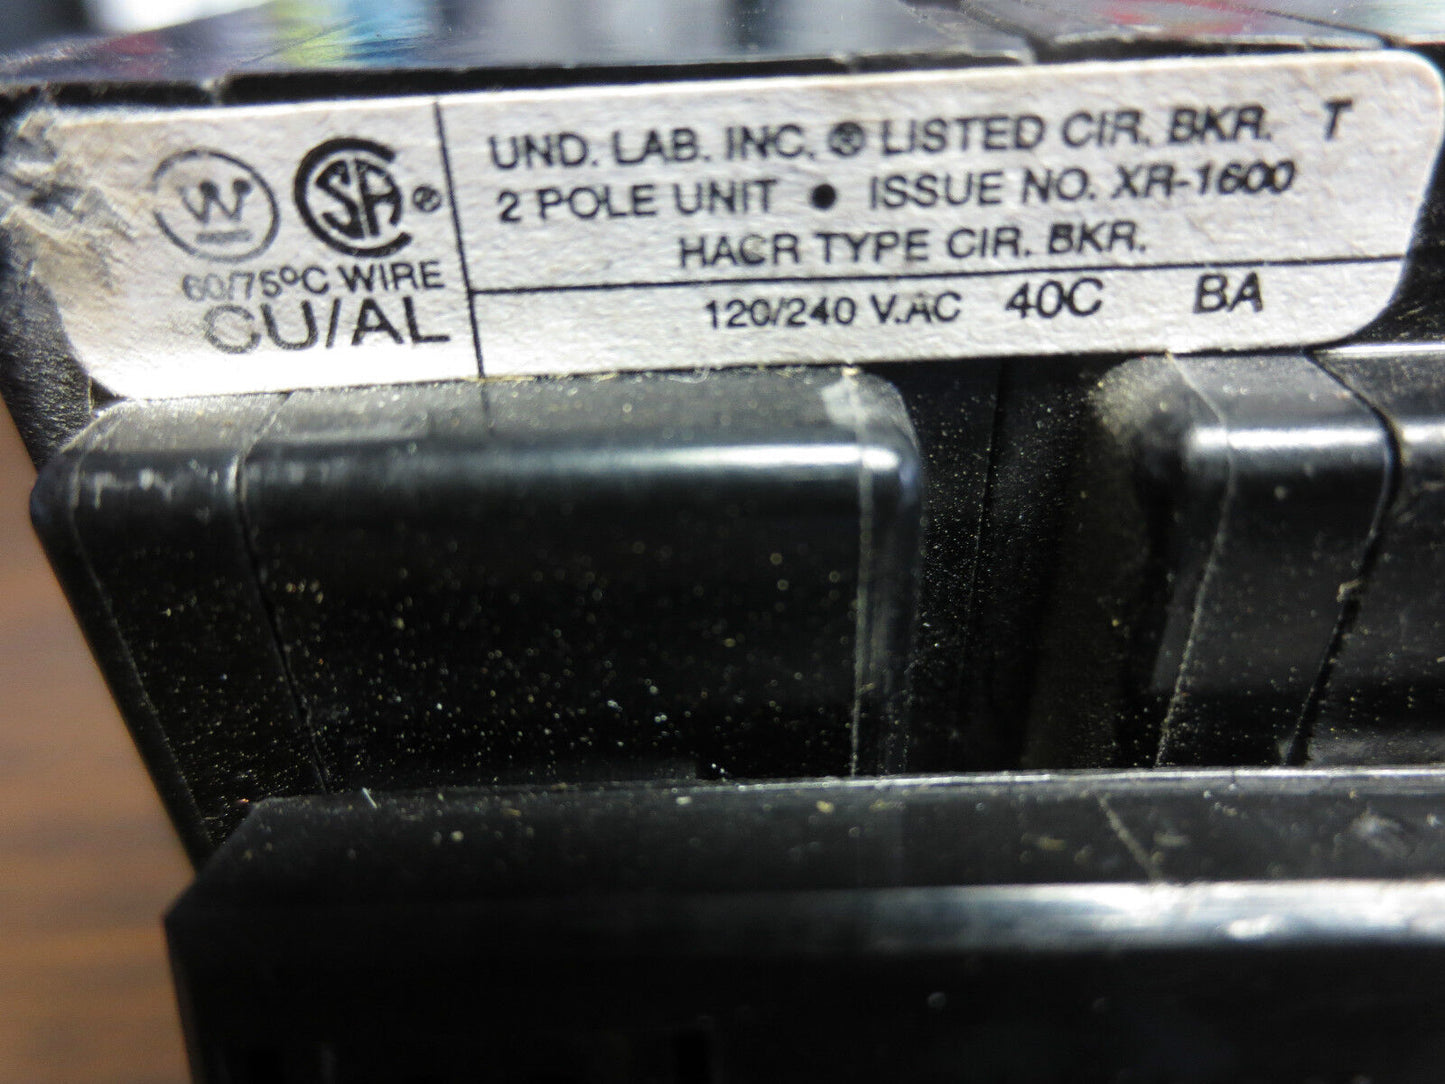 W
SA ®
60/75°C WIRE
CU/AL
UND. LAB. INC. ® LISTED CIR. BKR. T
2 POLE UNIT • ISSUE NO. XR-1600
HACR TYPE CIR. BKR.
120/240 V.AC 40C BA